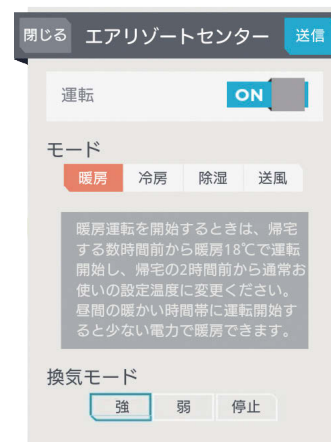 閉じる エアリゾートセンター 送信
運転 ON
モード
暖房 冷房 除湿 送風
暖房運転を開始するときは、帰宅
する数時間前から暖房18℃で運転
開始し、帰宅の2時間前から通常お
使いの設定温度に変更ください。
昼間の暖かい時間帯に運転開始す
ると少ない電力で暖房できます。
換気モード
強 弱 停止